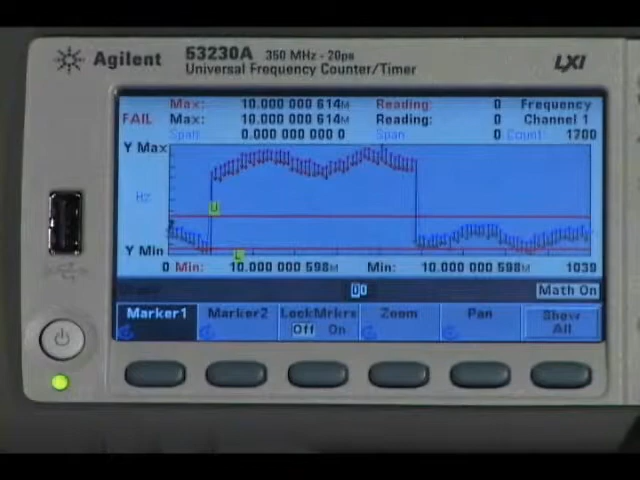 Agilent 53230A 350 MHz - 20ps LXI
Universal Frequency Counter/Timer
Max: 10.000 000 614M Reading: 0 Frequency
FAIL Max: 10.000 000 614M Reading: 0 Channel 1
Span: 0.000 000 000 0 Span: 0 Count: 1700
Y Max
Hz
U
Y Min
L
0 Min: 10.000 000 598M Min: 10.000 000 598M 1039
Math On
Marker1 Marker2 LockMrkrs Zoom Pan Show All
Off On